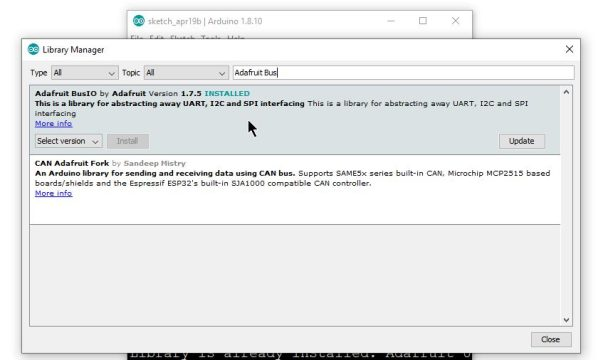 sketch_apr19b | Arduino 1.8.10
File Edit Sketch Tools Help
Library Manager
Type All Topic All Adafruit Bus
Adafruit BusIO by Adafruit Version 1.7.5 INSTALLED
This is a library for abstracting away UART, I2C and SPI interfacing This is a library for abstracting away UART, I2C and SPI
interfacing
More info
Select version Install Update
CAN Adafruit Fork by Sandeep Mistry
An Arduino library for sending and receiving data using CAN bus. Supports SAME5x series built-in CAN, Microchip MCP2515 based
boards/shields and the Espressif ESP32's built-in SJA1000 compatible CAN controller.
More info
Close
Library is already installed: Adafruit